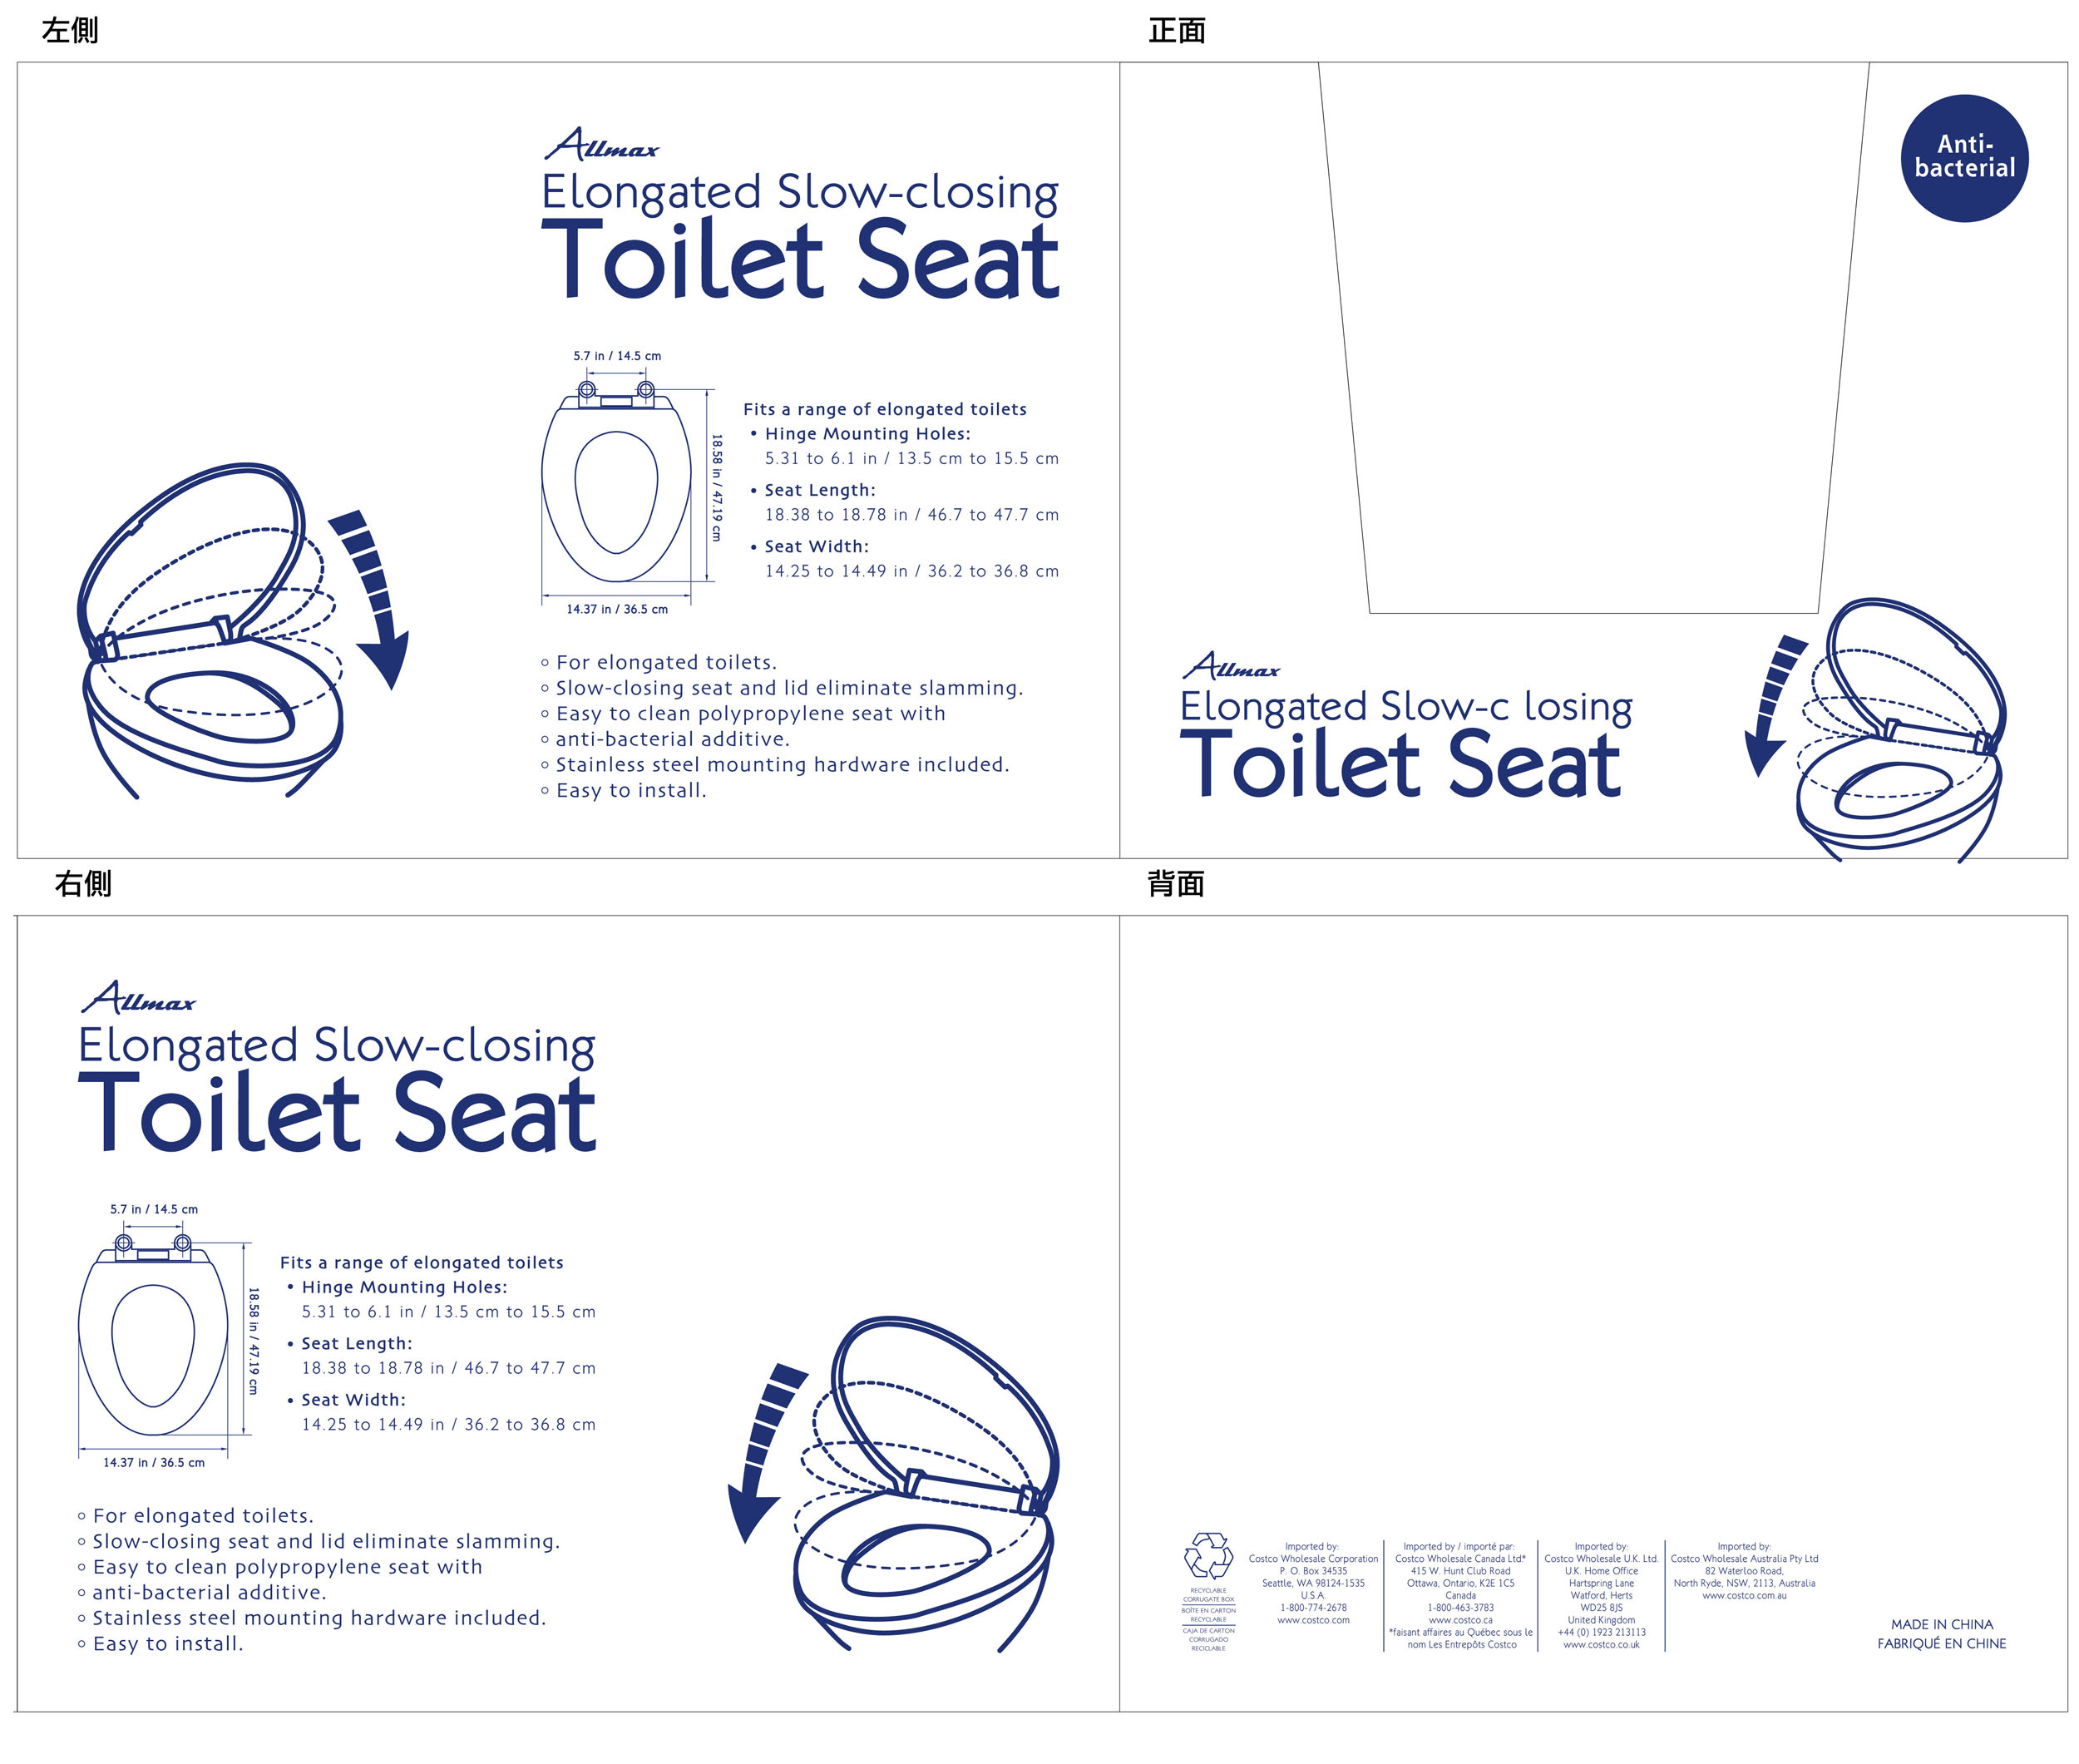 左側
Allmax
Elongated Slow-closing
Toilet Seat
5.7 in / 14.5 cm
18.58 in / 47.19 cm
14.37 in / 36.5 cm
Fits a range of elongated toilets
• Hinge Mounting Holes:
5.31 to 6.1 in / 13.5 cm to 15.5 cm
• Seat Length:
18.38 to 18.78 in / 46.7 to 47.7 cm
• Seat Width:
14.25 to 14.49 in / 36.2 to 36.8 cm
◦ For elongated toilets.
◦ Slow-closing seat and lid eliminate slamming.
◦ Easy to clean polypropylene seat with
◦ anti-bacterial additive.
◦ Stainless steel mounting hardware included.
◦ Easy to install.
正面
Anti-
bacterial
Allmax
Elongated Slow-c losing
Toilet Seat
右側
Allmax
Elongated Slow-closing
Toilet Seat
5.7 in / 14.5 cm
18.58 in / 47.19 cm
14.37 in / 36.5 cm
Fits a range of elongated toilets
• Hinge Mounting Holes:
5.31 to 6.1 in / 13.5 cm to 15.5 cm
• Seat Length:
18.38 to 18.78 in / 46.7 to 47.7 cm
• Seat Width:
14.25 to 14.49 in / 36.2 to 36.8 cm
◦ For elongated toilets.
◦ Slow-closing seat and lid eliminate slamming.
◦ Easy to clean polypropylene seat with
◦ anti-bacterial additive.
◦ Stainless steel mounting hardware included.
◦ Easy to install.
背面
RECYCLABLE
CORRUGATE BOX
BOÎTE EN CARTON
RECYCLABLE
CAJA DE CARTON
CORRUGADO
RECICLABLE
Imported by:
Costco Wholesale Corporation
P. O. Box 34535
Seattle, WA 98124-1535
U.S.A.
1-800-774-2678
www.costco.com
Imported by / importé par:
Costco Wholesale Canada Ltd*
415 W. Hunt Club Road
Ottawa, Ontario, K2E 1C5
Canada
1-800-463-3783
www.costco.ca
*faisant affaires au Québec sous le
nom Les Entrepôts Costco
Imported by:
Costco Wholesale U.K. Ltd.
U.K. Home Office
Hartspring Lane
Watford, Herts
WD25 8JS
United Kingdom
+44 (0) 1923 213113
www.costco.co.uk
Imported by:
Costco Wholesale Australia Pty Ltd
82 Waterloo Road,
North Ryde, NSW, 2113, Australia
www.costco.com.au
MADE IN CHINA
FABRIQUÉ EN CHINE